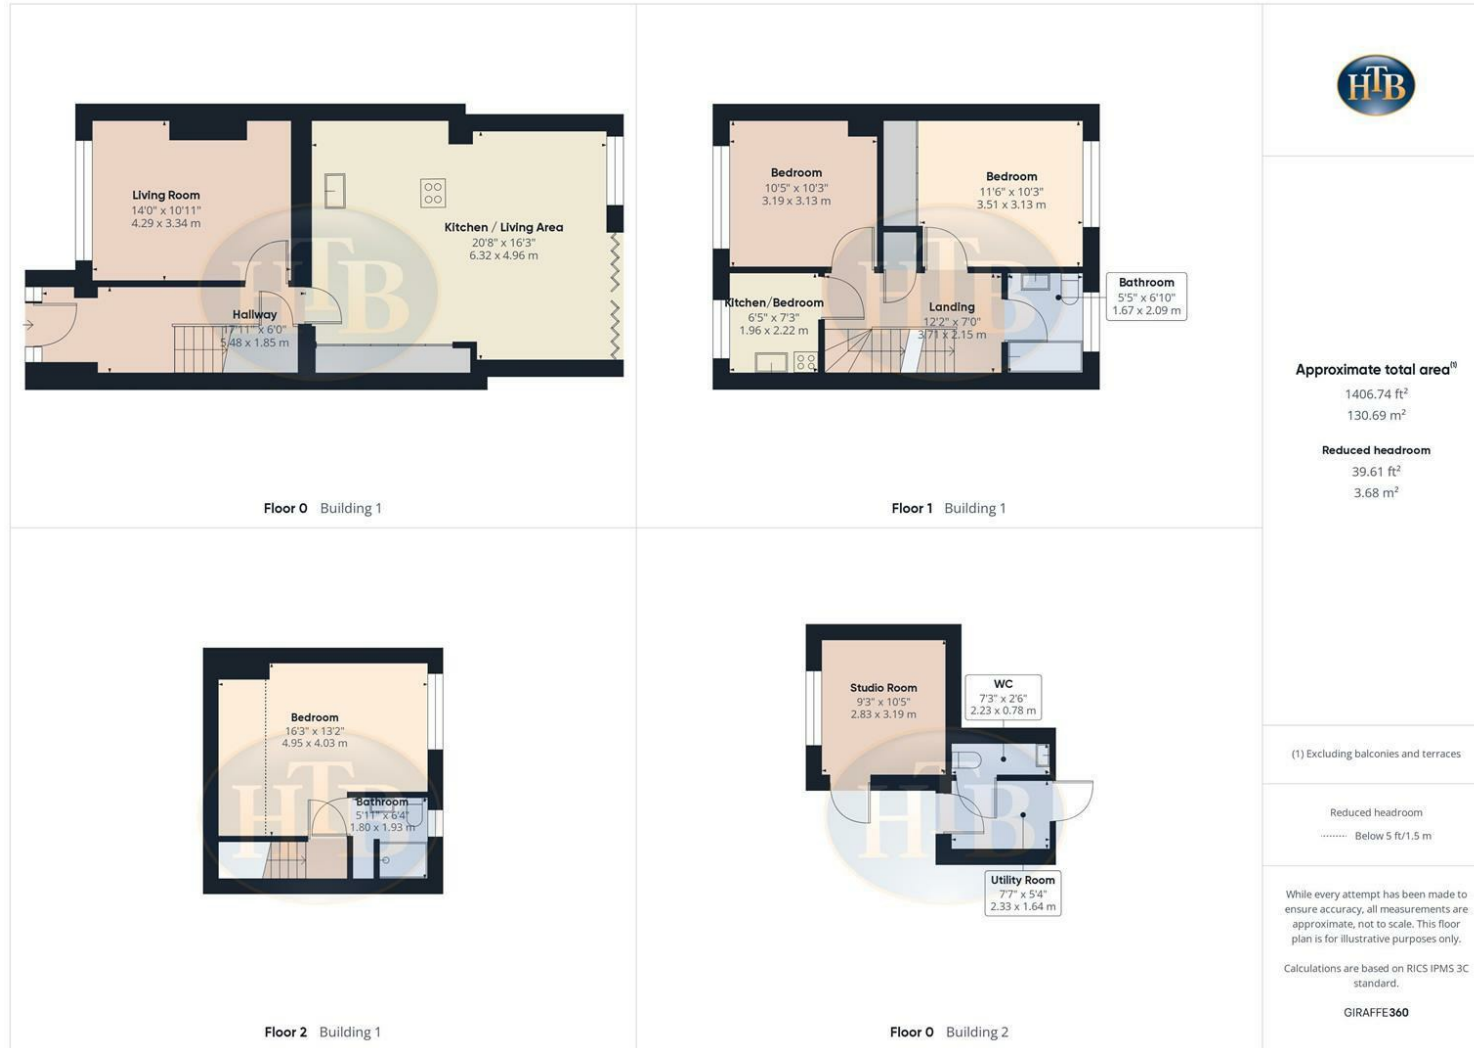 Living Room
14'0" x 10'11"
4.29 x 3.34 m
Kitchen / Living Area
20'8" x 16'3"
6.32 x 4.96 m
Hallway
17'11" x 6'0"
5.48 x 1.85 m
HTB
Floor 0 Building 1
Bedroom
10'5" x 10'3"
3.19 x 3.13 m
Bedroom
11'6" x 10'3"
3.51 x 3.13 m
Kitchen/Bedroom
6'5" x 7'3"
1.96 x 2.22 m
Landing
12'2" x 7'0"
3.71 x 2.15 m
Bathroom
5'5" x 6'10"
1.67 x 2.09 m
HTB
Floor 1 Building 1
Bedroom
16'3" x 13'2"
4.95 x 4.03 m
Bathroom
5'11" x 6'4"
1.80 x 1.93 m
HTB
Floor 2 Building 1
Studio Room
9'3" x 10'5"
2.83 x 3.19 m
WC
7'3" x 2'6"
2.23 x 0.78 m
Utility Room
7'7" x 5'4"
2.33 x 1.64 m
HTB
Floor 0 Building 2
HTB
Approximate total area(1)
1406.74 ft²
130.69 m²
Reduced headroom
39.61 ft²
3.68 m²
(1) Excluding balconies and terraces
Reduced headroom
Below 5 ft/1.5 m
While every attempt has been made to
ensure accuracy, all measurements are
approximate, not to scale. This floor
plan is for illustrative purposes only.
Calculations are based on RICS IPMS 3C
standard.
GIRAFFE360